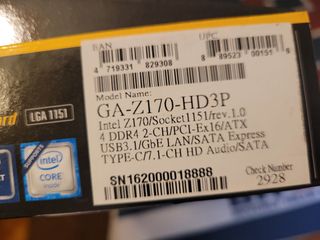 EAN UPC
4 719331 829308 8 89523 00151 8
Model Name:
GA-Z170-HD3P
Intel Z170/Socket1151/rev.1.0
4 DDR4 2-CH/PCI-Ex16/ATX
USB3.1/GbE LAN/SATA Express
TYPE-C/7.1-CH HD Audio/SATA
SN162000018888
Check Number
2928
LGA 1151
intel
CORE